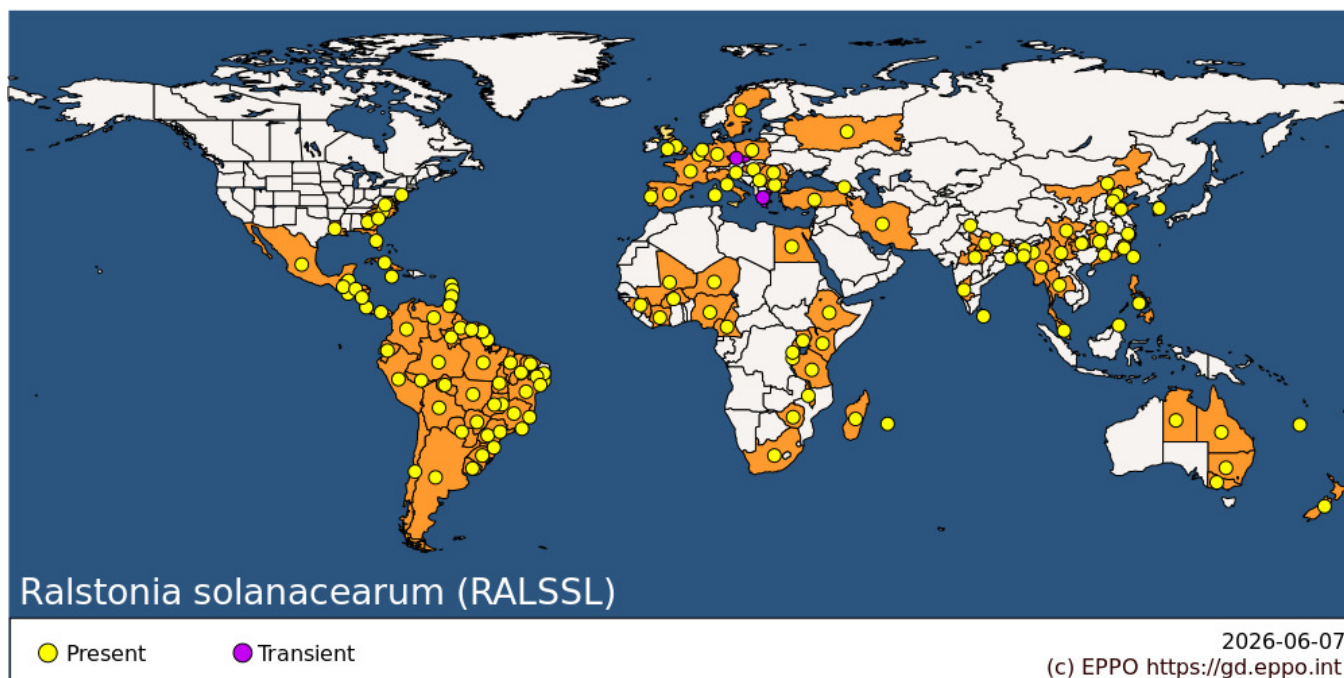 Ralstonia solanacearum (RALSSL)
Present
Transient
2026-06-07
(c) EPPO https://gd.eppo.int